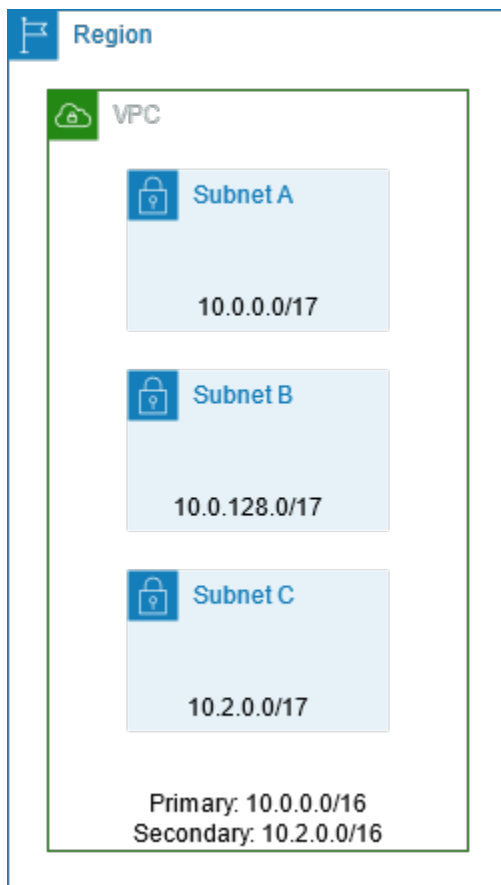 Region
VPC
Subnet A
10.0.0.0/17
Subnet B
10.0.128.0/17
Subnet C
10.2.0.0/17
Primary: 10.0.0.0/16
Secondary: 10.2.0.0/16